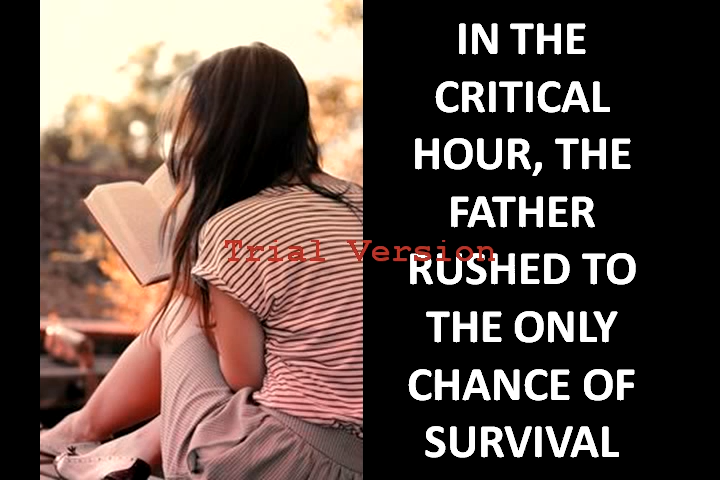 IN THE
CRITICAL
HOUR, THE
FATHER
Trial Version
RUSHED TO
THE ONLY
CHANCE OF
SURVIVAL